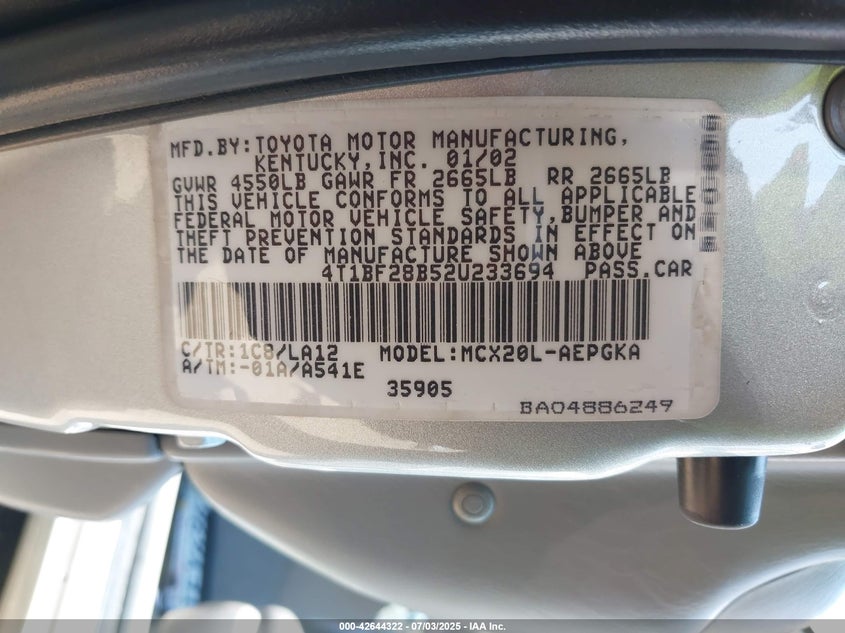 MFD.BY:TOYOTA MOTOR MANUFACTURING,
KENTUCKY,INC. 01/02
GVWR 4550LB GAWR FR 2665LB RR 2665LB
THIS VEHICLE CONFORMS TO ALL APPLICABLE
FEDERAL MOTOR VEHICLE SAFETY,BUMPER AND
THEFT PREVENTION STANDARDS IN EFFECT ON
THE DATE OF MANUFACTURE SHOWN ABOVE
4T1BF28B52U233694 PASS.CAR
C/TR:1C8/LA12 MODEL:MCX20L-AEPGKA
A/TM:-01A/A541E
35905
BA04886249
000-42644322 | 07/03/2025 - IAA Inc.